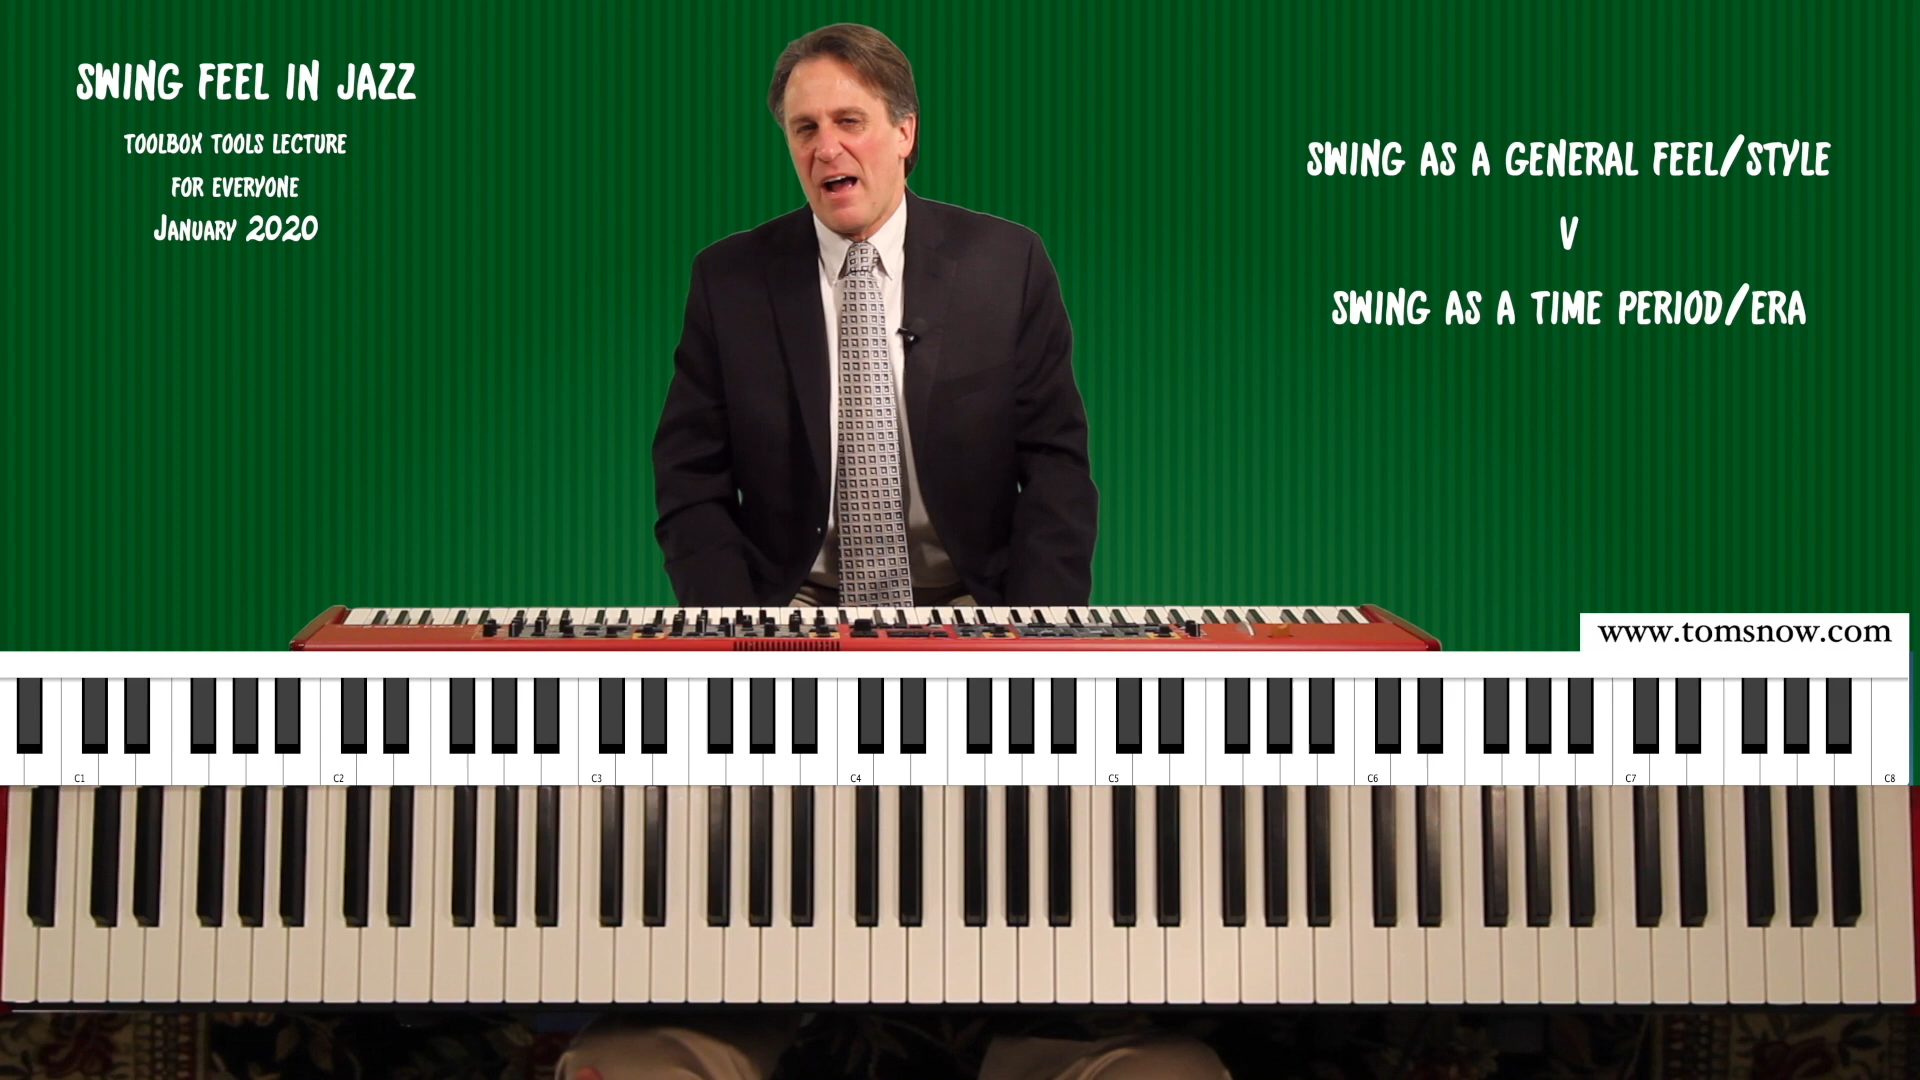 SWING FEEL IN JAZZ
TOOLBOX TOOLS LECTURE
FOR EVERYONE
JANUARY 2020
SWING AS A GENERAL FEEL/STYLE
V
SWING AS A TIME PERIOD/ERA
www.tomsnow.com
C1 C2 C3 C4 C5 C6 C7 C8